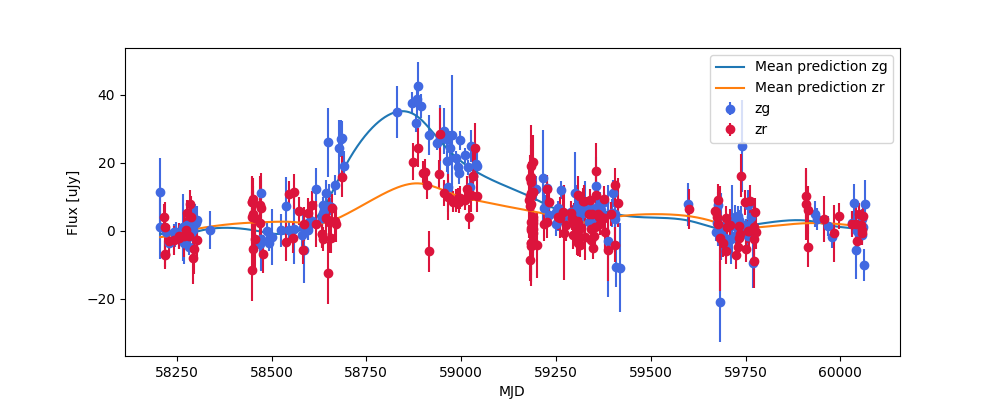 Flux [uJy]
40
20
0
−20
58250 58500 58750 59000 59250 59500 59750 60000
MJD
Mean prediction zg
Mean prediction zr
zg
zr